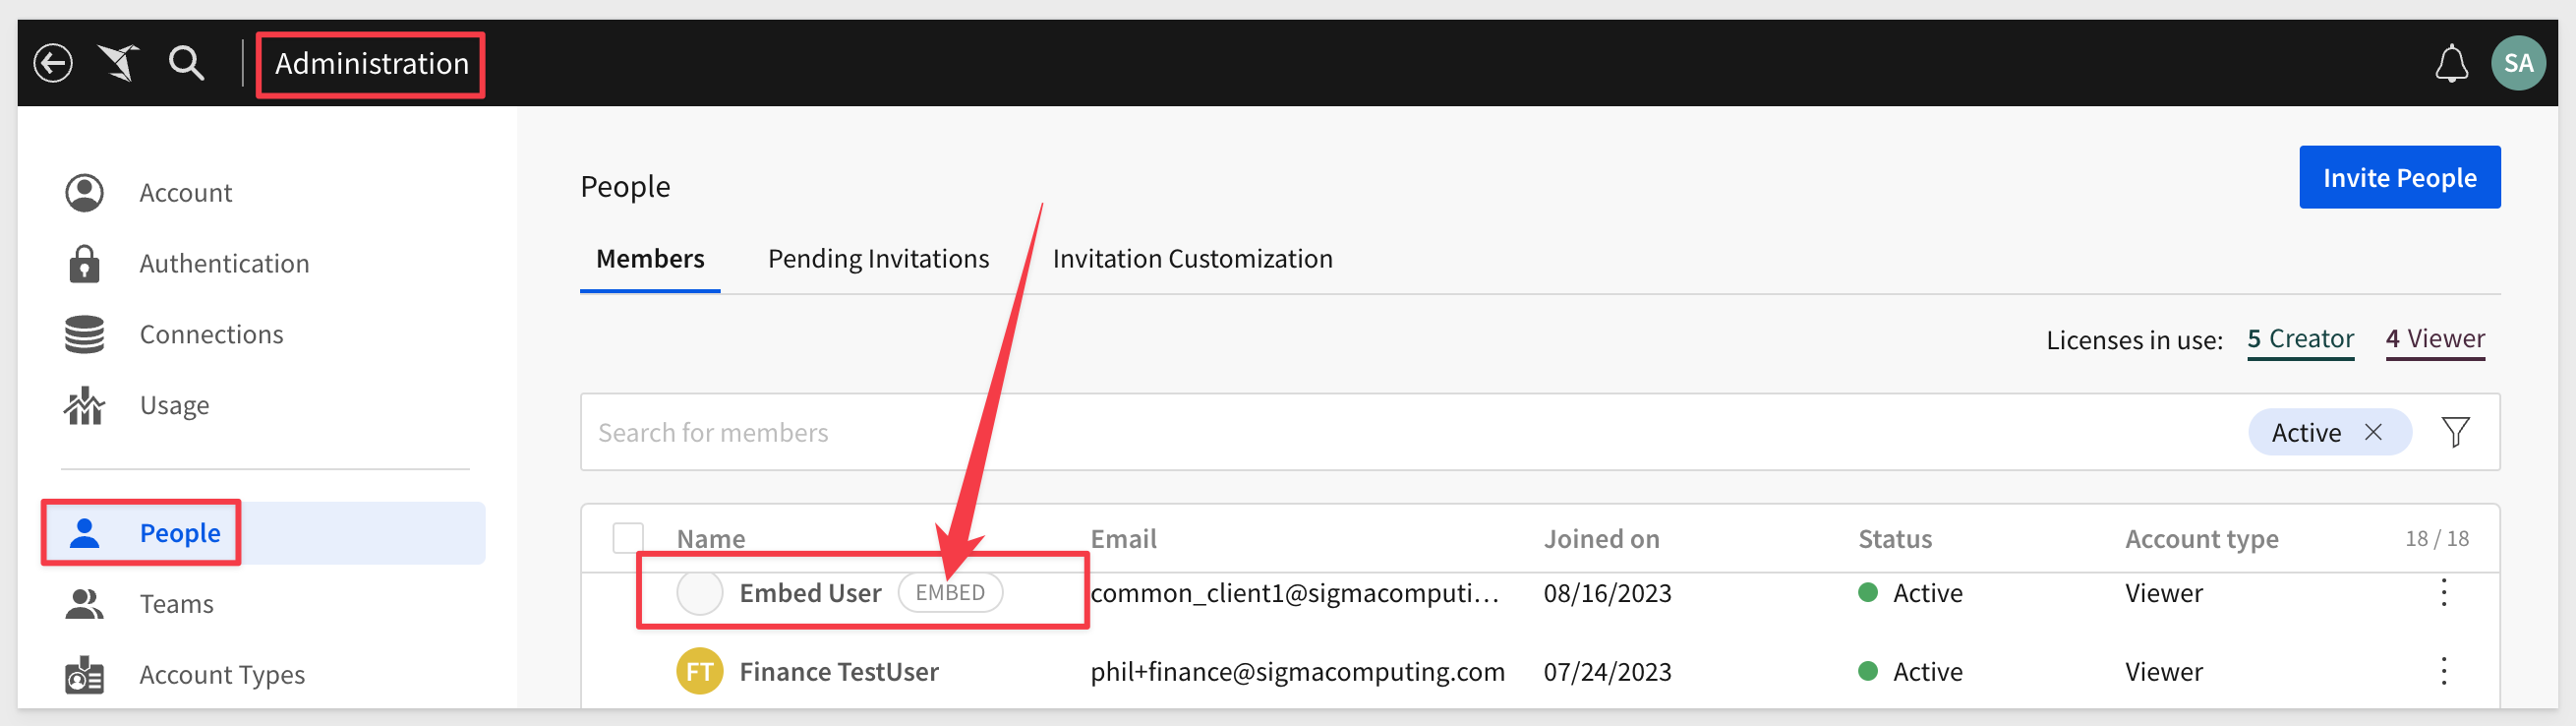 Administration
SA
Account
Authentication
Connections
Usage
People
Teams
Account Types
People
Invite People
Members Pending Invitations Invitation Customization
Licenses in use: 5 Creator 4 Viewer
Search for members Active
Name Email Joined on Status Account type 18 / 18
Embed User EMBED common_client1@sigmacomputi... 08/16/2023 Active Viewer
FT Finance TestUser phil+finance@sigmacomputing.com 07/24/2023 Active Viewer